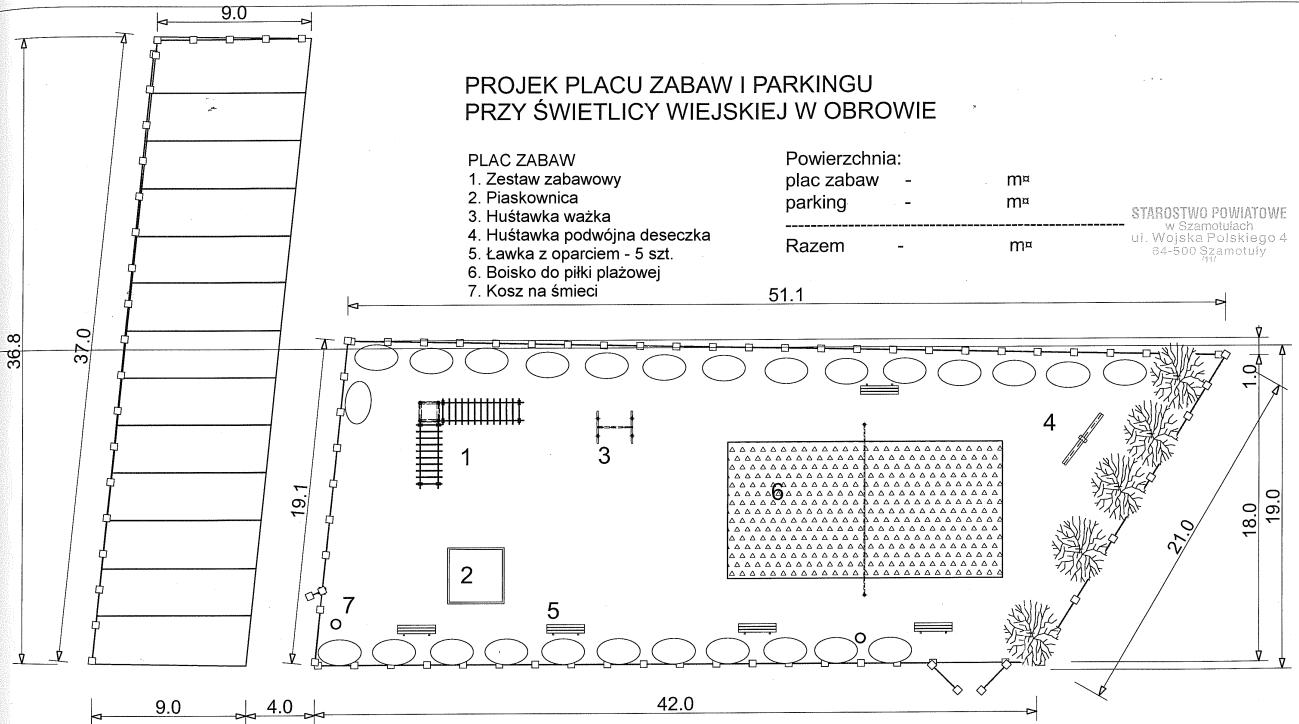 9.0
PROJEK PLACU ZABAW I PARKINGU
PRZY ŚWIETLICY WIEJSKIEJ W OBROWIE
PLAC ZABAW
1. Zestaw zabawowy
2. Piaskownica
3. Huśtawka ważka
4. Huśtawka podwójna deseczka
5. Ławka z oparciem - 5 szt.
6. Boisko do piłki plażowej
7. Kosz na śmieci
Powierzchnia:
plac zabaw - m¤
parking - m¤
Razem - m¤
STAROSTWO POWIATOWE
w Szamotułach
ul. Wojska Polskiego 4
64-500 Szamotuły
51.1
36.8
37.0
19.1
1.0
18.0
19.0
21.0
1
2
3
4
5
6
7
9.0
4.0
42.0